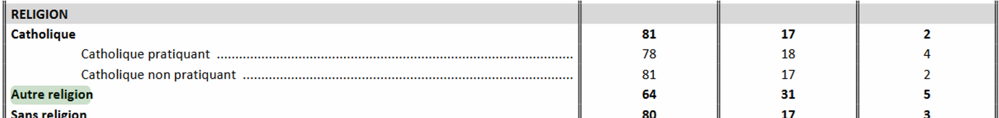 RELIGION
Catholique 81 17 2
Catholique pratiquant ................................................................................................ 78 18 4
Catholique non pratiquant ......................................................................................... 81 17 2
Autre religion 64 31 5
Sans religion 80 17 3